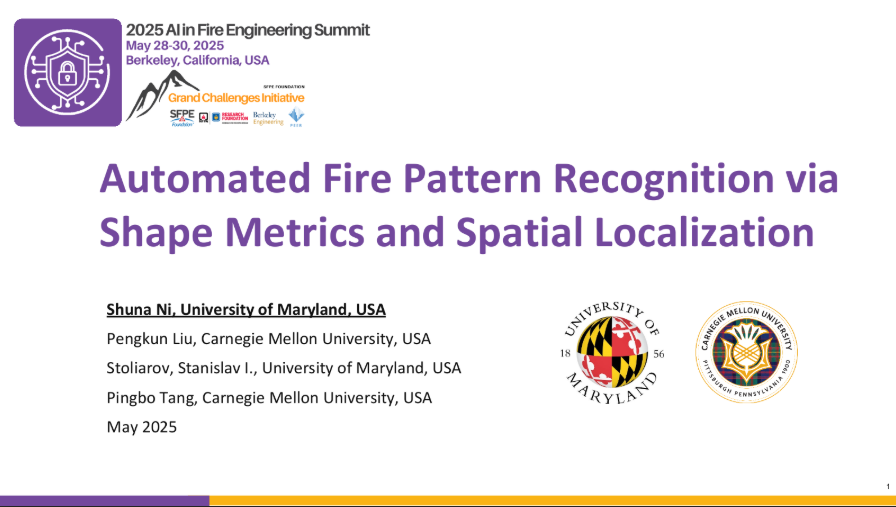 2025 AI in Fire Engineering Summit
May 28-30, 2025
Berkeley, California, USA
SFPE FOUNDATION
Grand Challenges Initiative
SFPE
Foundation
RESEARCH
FOUNDATION
Berkeley
Engineering
Automated Fire Pattern Recognition via
Shape Metrics and Spatial Localization
Shuna Ni, University of Maryland, USA
Pengkun Liu, Carnegie Mellon University, USA
Stoliarov, Stanislav I., University of Maryland, USA
Pingbo Tang, Carnegie Mellon University, USA
May 2025
UNIVERSITY OF
18 56
MARYLAND
CARNEGIE MELLON UNIVERSITY
PITTSBURGH PENNSYLVANIA 1900
1